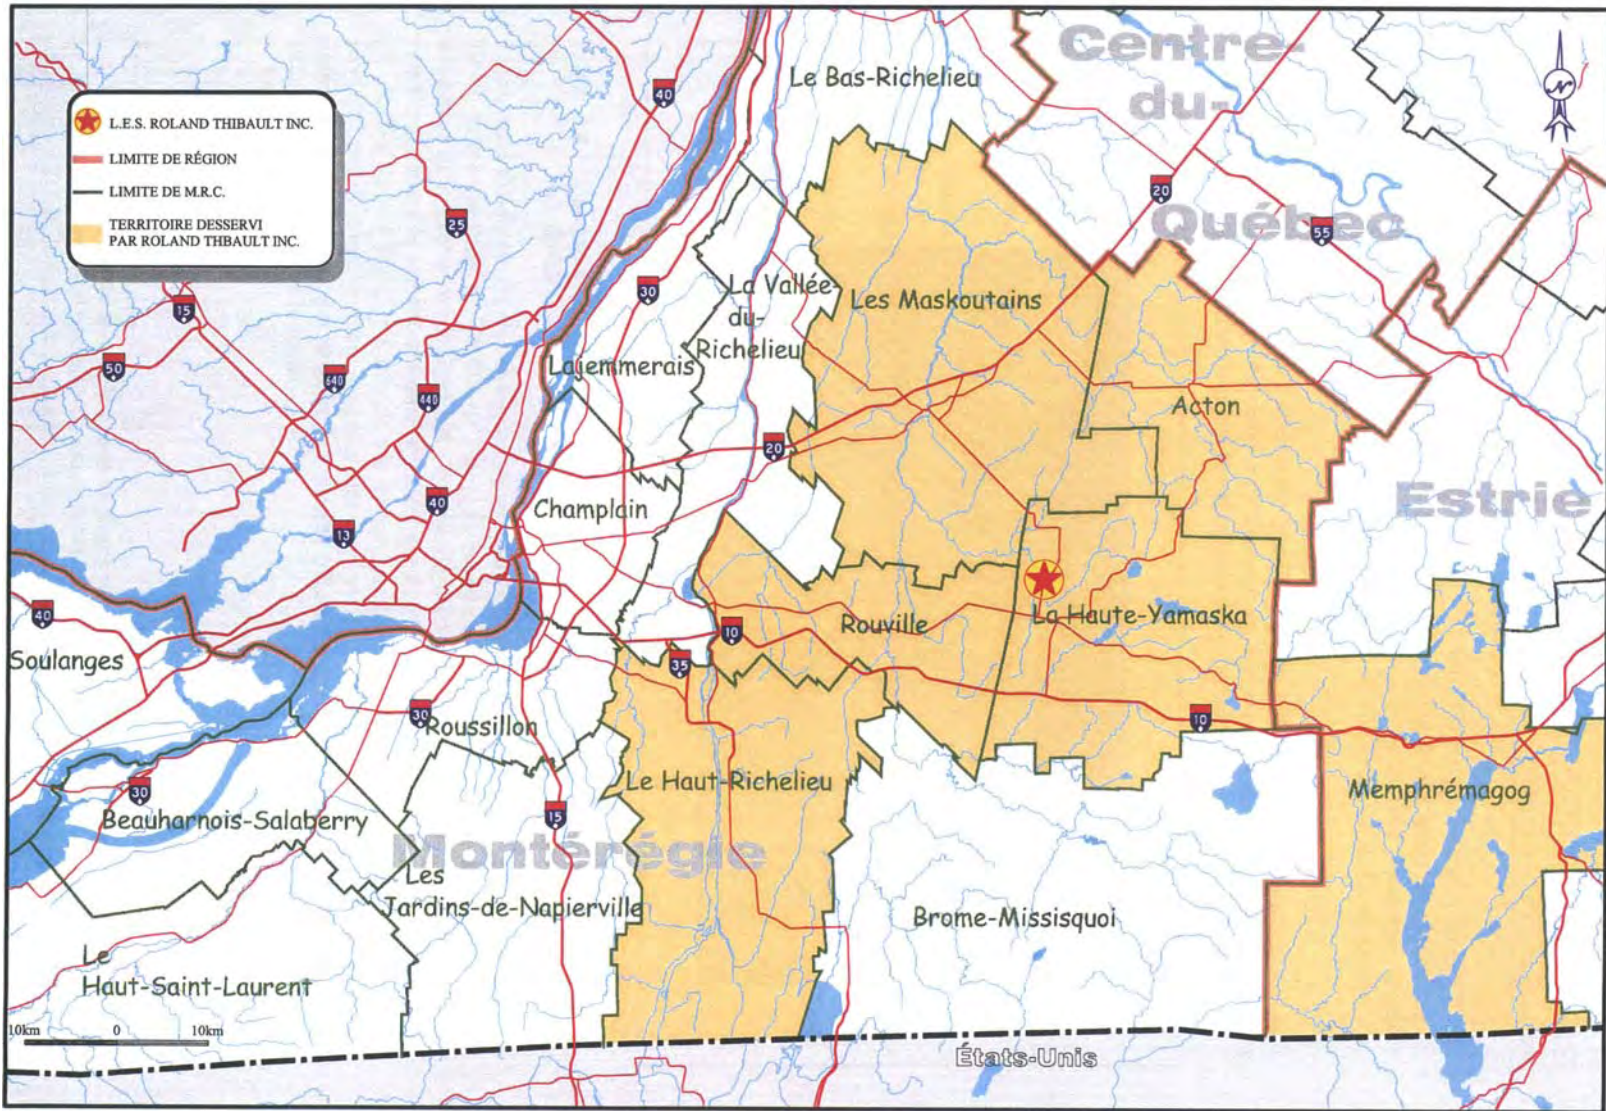 L.E.S. ROLAND THIBAULT INC.
LIMITE DE RÉGION
LIMITE DE M.R.C.
TERRITOIRE DESSERVI
PAR ROLAND THBAULT INC.
Centre-
du-
Québec
Le Bas-Richelieu
N
40
25
20
55
15
30
La Vallée-
du-
Richelieu
Les Maskoutains
50
640
440
Lajemmerais
Acton
20
40
13
Champlain
Estrie
40
Soulanges
10
35
Rouville
La Haute-Yamaska
30
Roussillon
10
30
Beauharnois-Salaberry
15
Le Haut-Richelieu
Memphrémagog
Montérégie
Les
Jardins-de-Napierville
Brome-Missisquoi
Le
Haut-Saint-Laurent
10km 0 10km
États-Unis